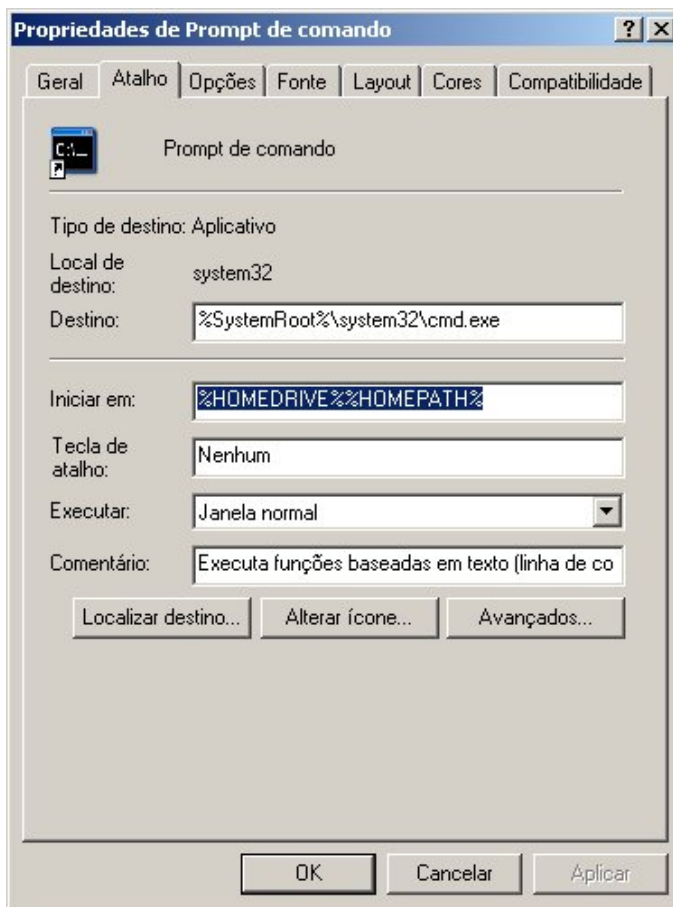 Propriedades de Prompt de comando
Geral Atalho Opções Fonte Layout Cores Compatibilidade
C:\_
Prompt de comando
Tipo de destino: Aplicativo
Local de destino: system32
Destino: %SystemRoot%\system32\cmd.exe
Iniciar em: %HOMEDRIVE%%HOMEPATH%
Tecla de atalho: Nenhum
Executar: Janela normal
Comentário: Executa funções baseadas em texto (linha de co
Localizar destino... Alterar ícone... Avançados...
OK Cancelar Aplicar